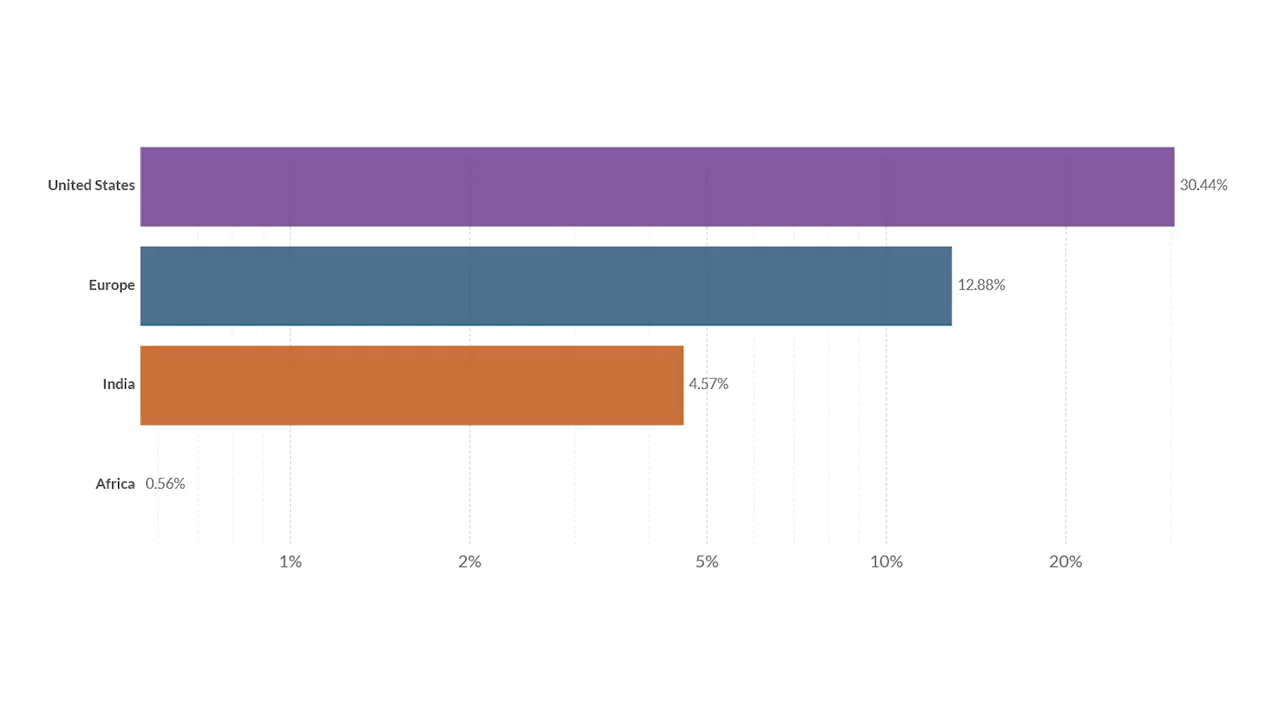 United States 30.44%
Europe 12.88%
India 4.57%
Africa 0.56%
1% 2% 5% 10% 20%